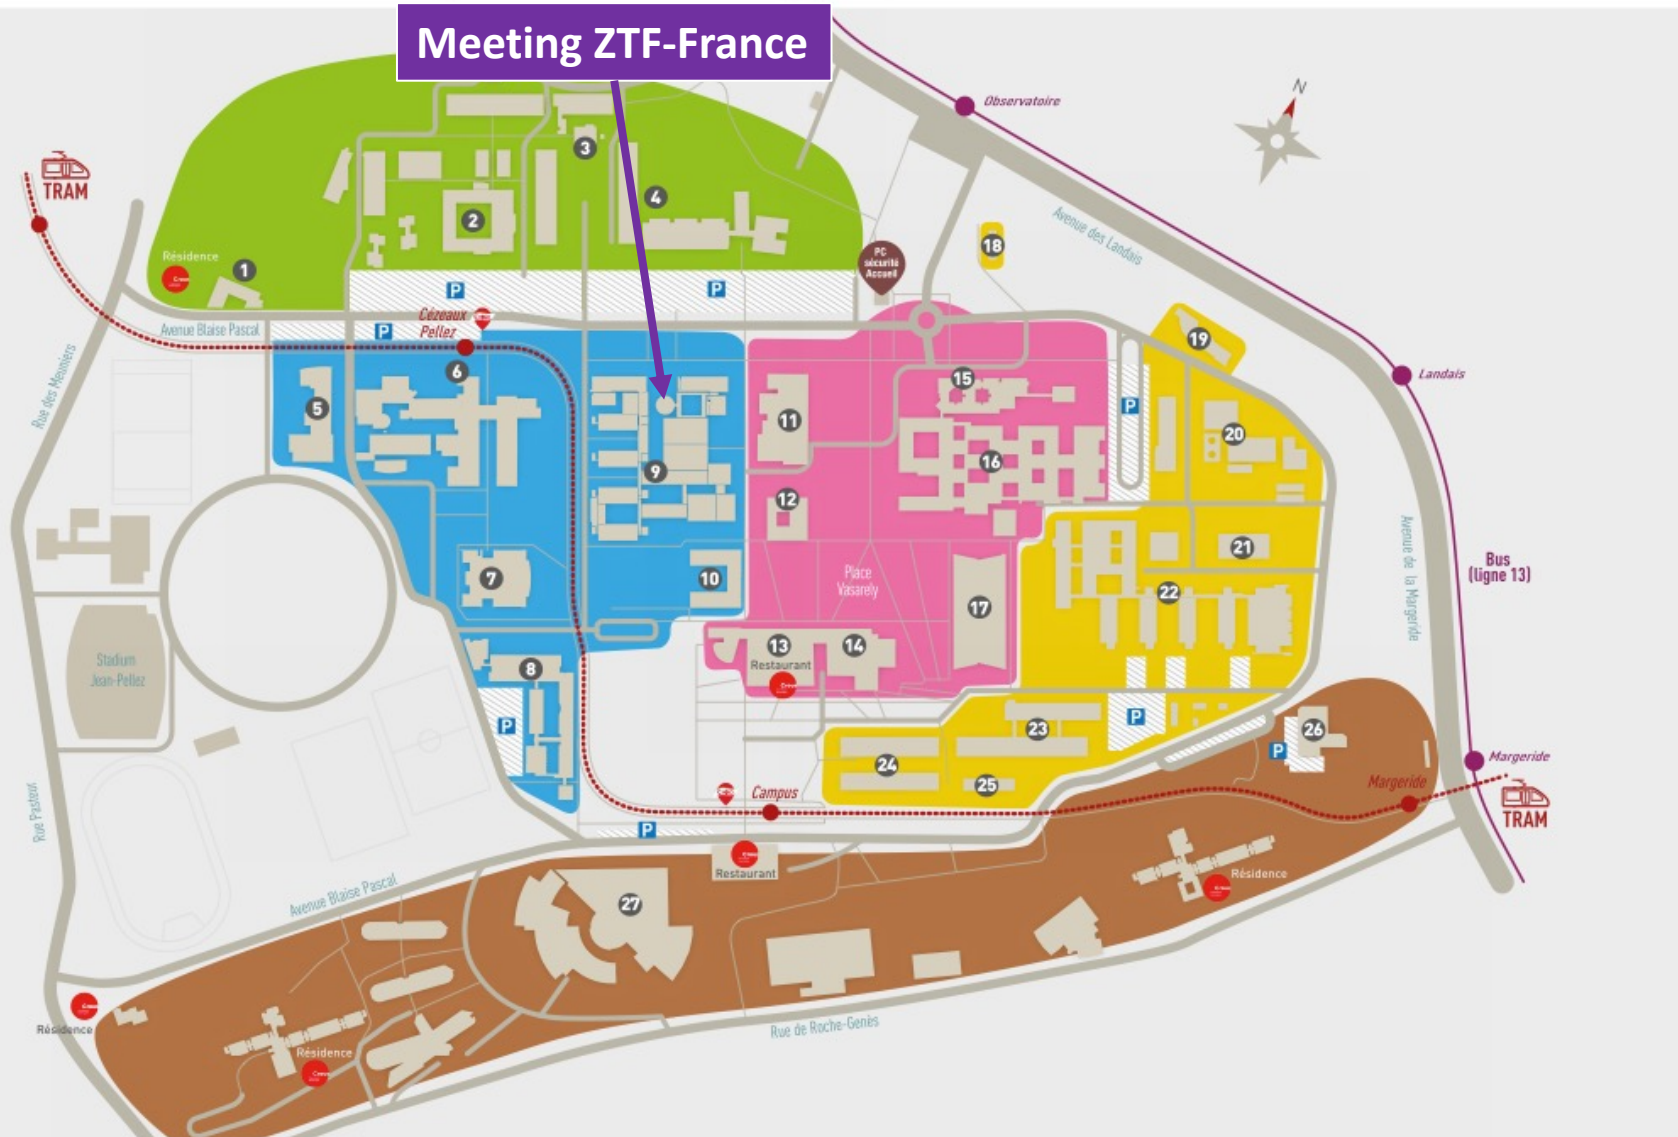 Meeting ZTF-France
N
Observatoire
TRAM
3
4
Avenue des Landais
2
18
PC
sécurité
Accueil
Résidence
1
P
P
Cézeaux
Pellez
Avenue Blaise Pascal
P
19
Rue des Meuniers
6
15
Landais
5
11
P
20
9
16
12
Avenue de la Margeride
21
Bus
(ligne 13)
7
10
Place
Vasarely
22
17
13
14
Restaurant
Stadium
Jean-Pellez
8
P
P
23
26
P
24
25
Margeride
Margeride
Campus
TRAM
Rue Pasteur
P
Restaurant
Résidence
Avenue Blaise Pascal
27
Résidence
Rue de Roche-Genès
Résidence